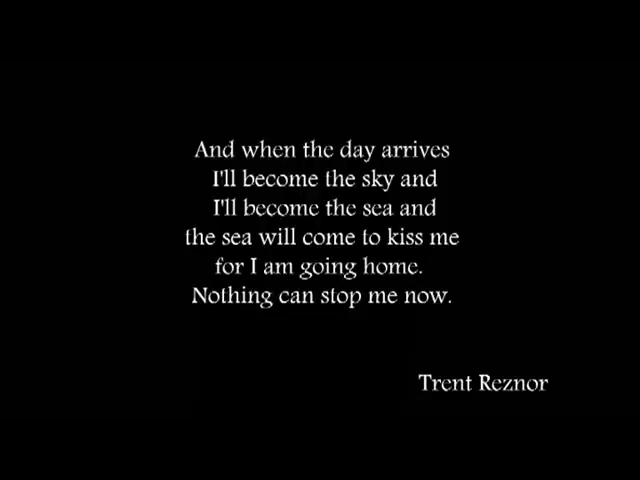 And when the day arrives
I'll become the sky and
I'll become the sea and
the sea will come to kiss me
for I am going home.
Nothing can stop me now.
Trent Reznor